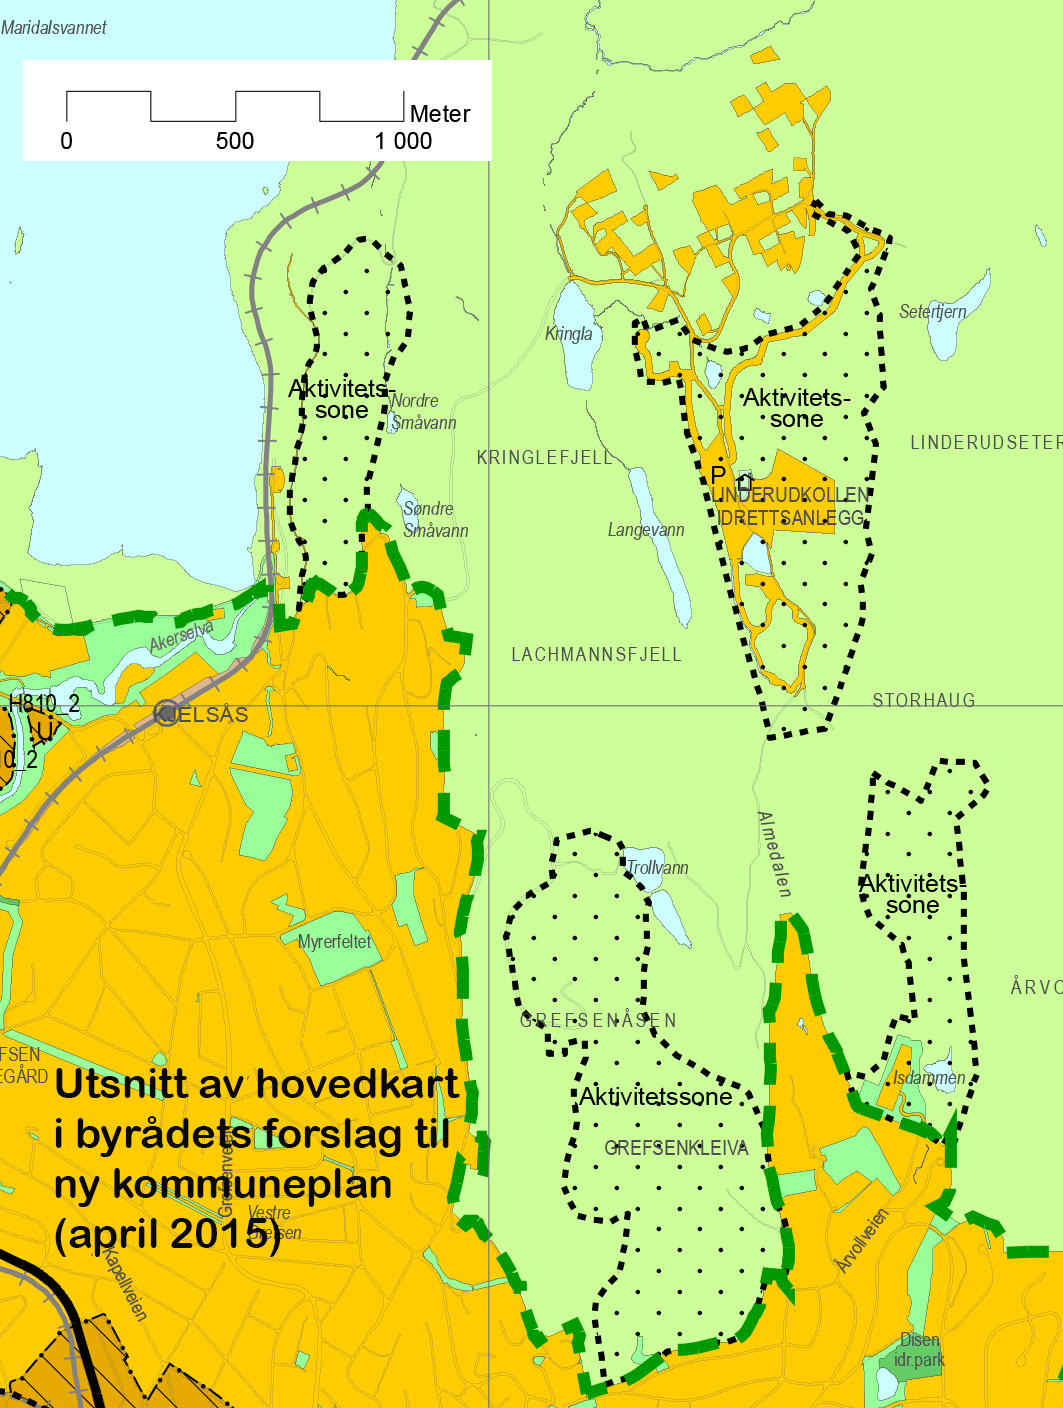 Maridalsvannet
Meter
0 500 1 000
Setertjern
Kringla
Aktivitets-
sone
Nordre
Småvann
Aktivitets-
sone
LINDERUDSETER
KRINGLEFJELL
P
LINDERUDKOLLEN
IDRETTSANLEGG
Søndre
Småvann
Langevann
Akerselva
LACHMANNSFJELL
STORHAUG
H810_2
U
10_2
KJELSÅS
Almedalen
Trollvann
Aktivitets-
sone
Myrerfeltet
ÅRVO
GREFSENÅSEN
FSEN
EGÅRD
Isdammen
Aktivitetssone
GREFSENKLEIVA
Utsnitt av hovedkart
i byrådets forslag til
ny kommuneplan
(april 2015)
Grefsenveien
Vestre
Grefsen
Kapellveien
Årvollveien
Disen
idr.park